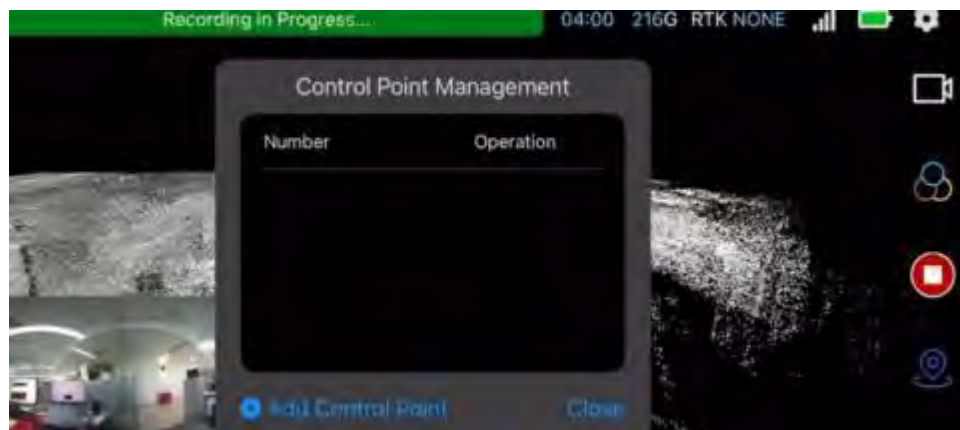 Recording in Progress... 04:00 216G RTK NONE
Control Point Management
Number Operation
Add Control Point Close